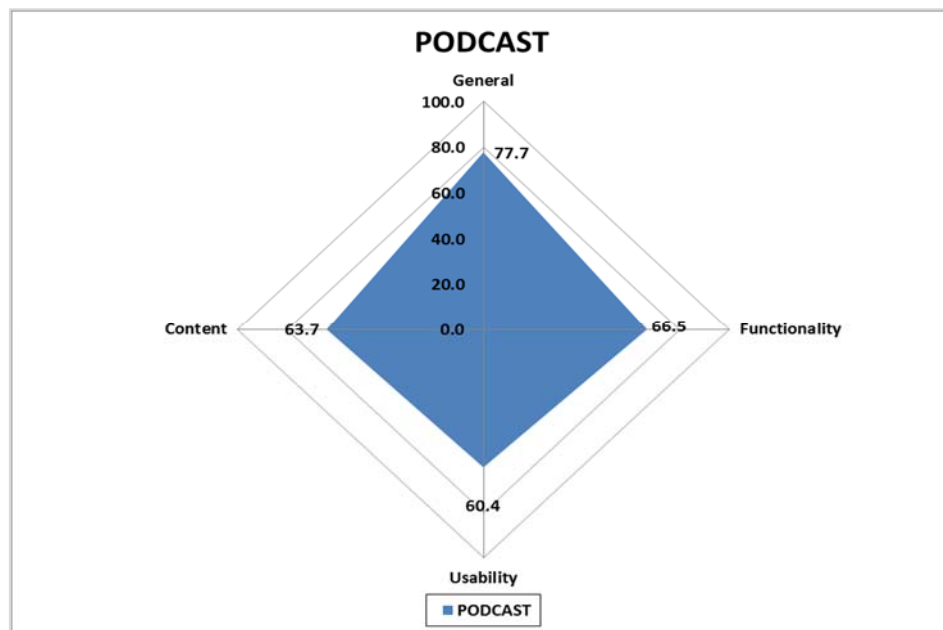 PODCAST
General
100.0
80.0
77.7
60.0
40.0
20.0
Content
63.7
0.0
66.5
Functionality
60.4
Usability
PODCAST